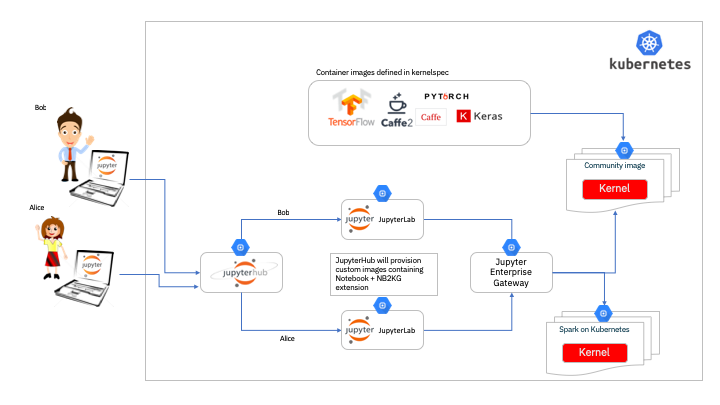 kubernetes
Container images defined in kernelspec
TensorFlow
Caffe2
PYTORCH
Caffe
K Keras
Bob
jupyter
Community image
Kernel
Alice
jupyter
Bob
jupyter JupyterLab
jupyterhub
JupyterHub will provision
custom images containing
Notebook + NB2KG
extension
Jupyter
Enterprise
Gateway
jupyter JupyterLab
Alice
Spark on Kubernetes
Kernel